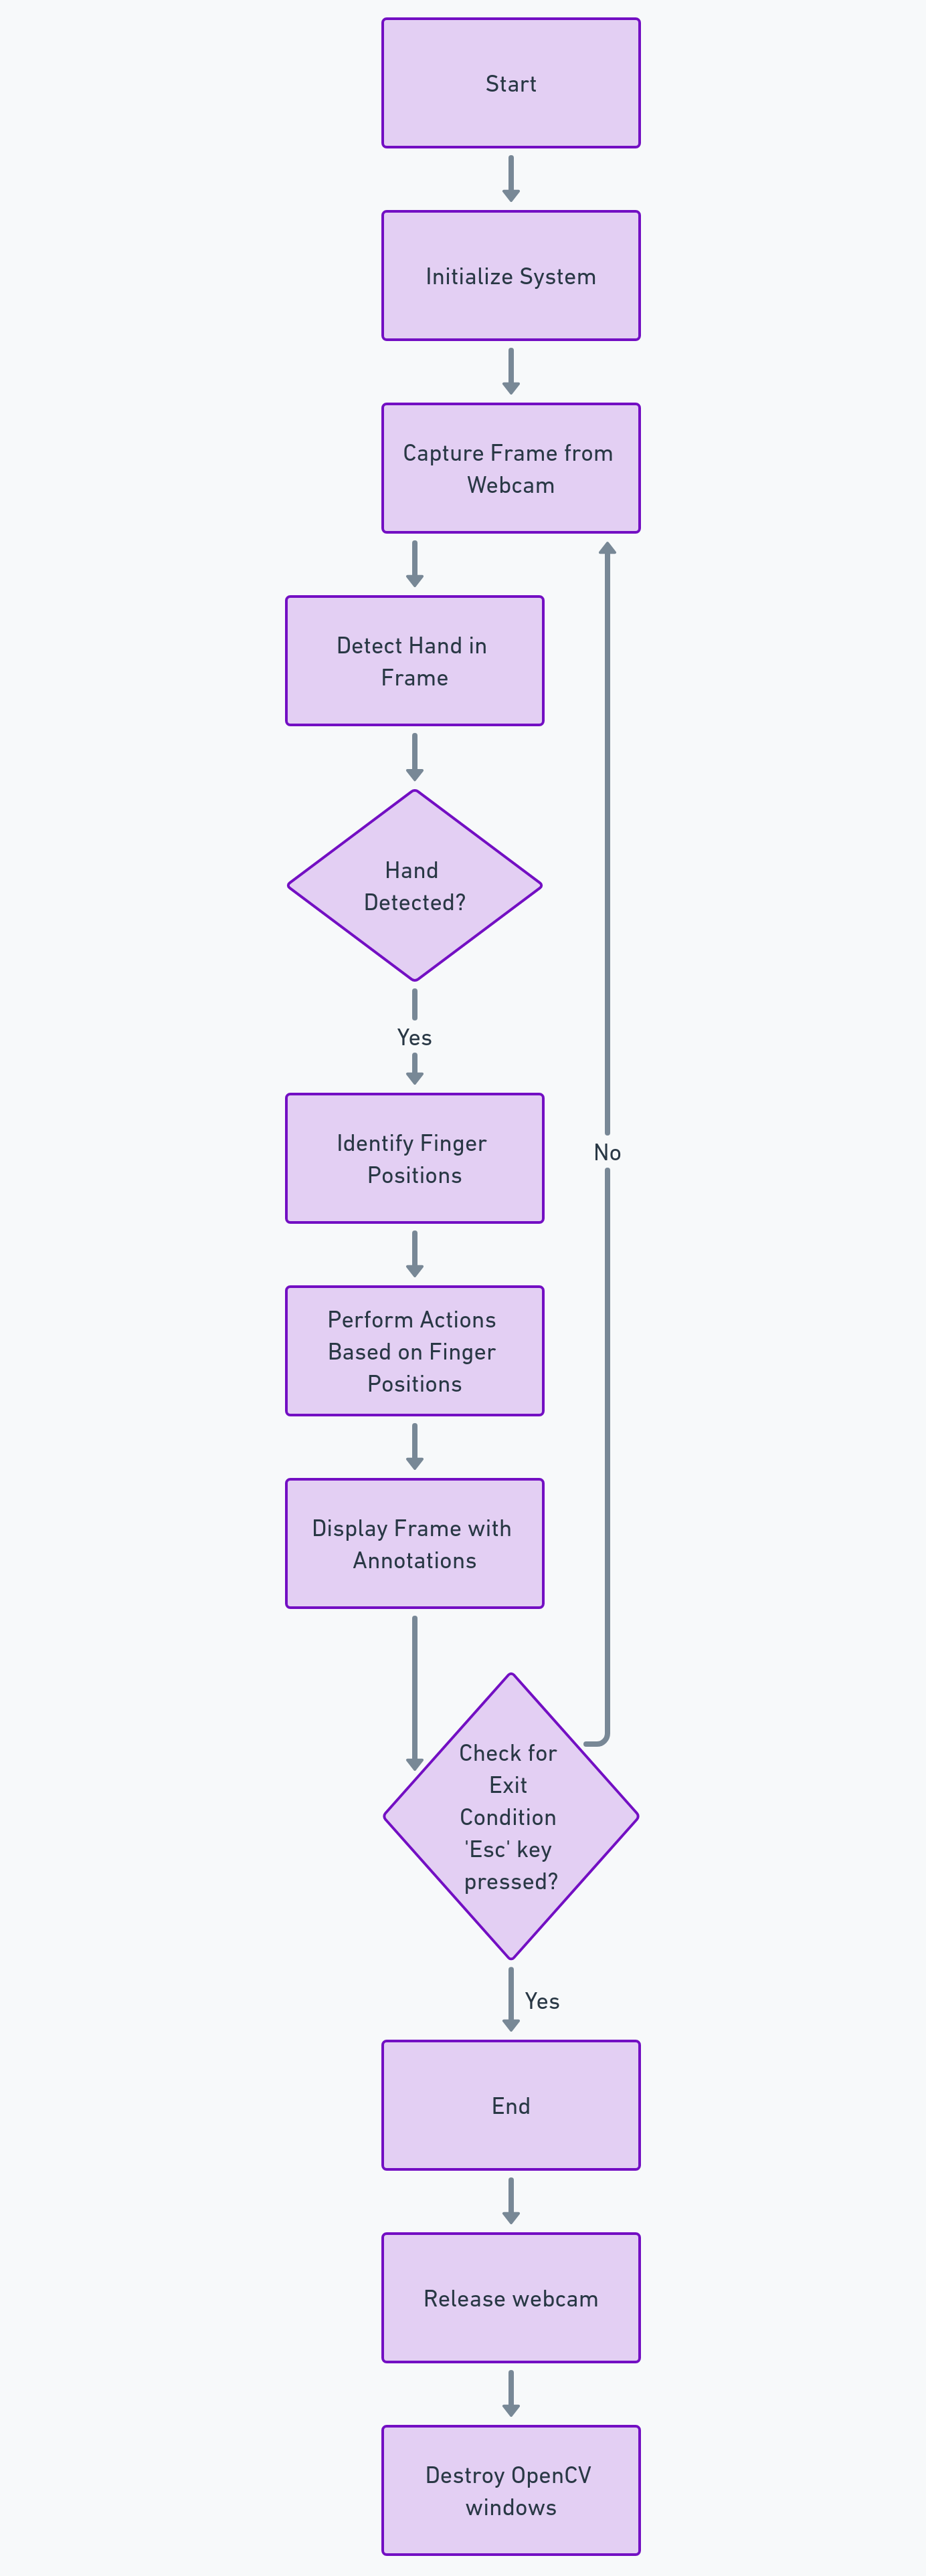 Start
Initialize System
Capture Frame from
Webcam
Detect Hand in
Frame
Hand
Detected?
Yes
Identify Finger
Positions
No
Perform Actions
Based on Finger
Positions
Display Frame with
Annotations
Check for
Exit
Condition
'Esc' key
pressed?
Yes
End
Release webcam
Destroy OpenCV
windows